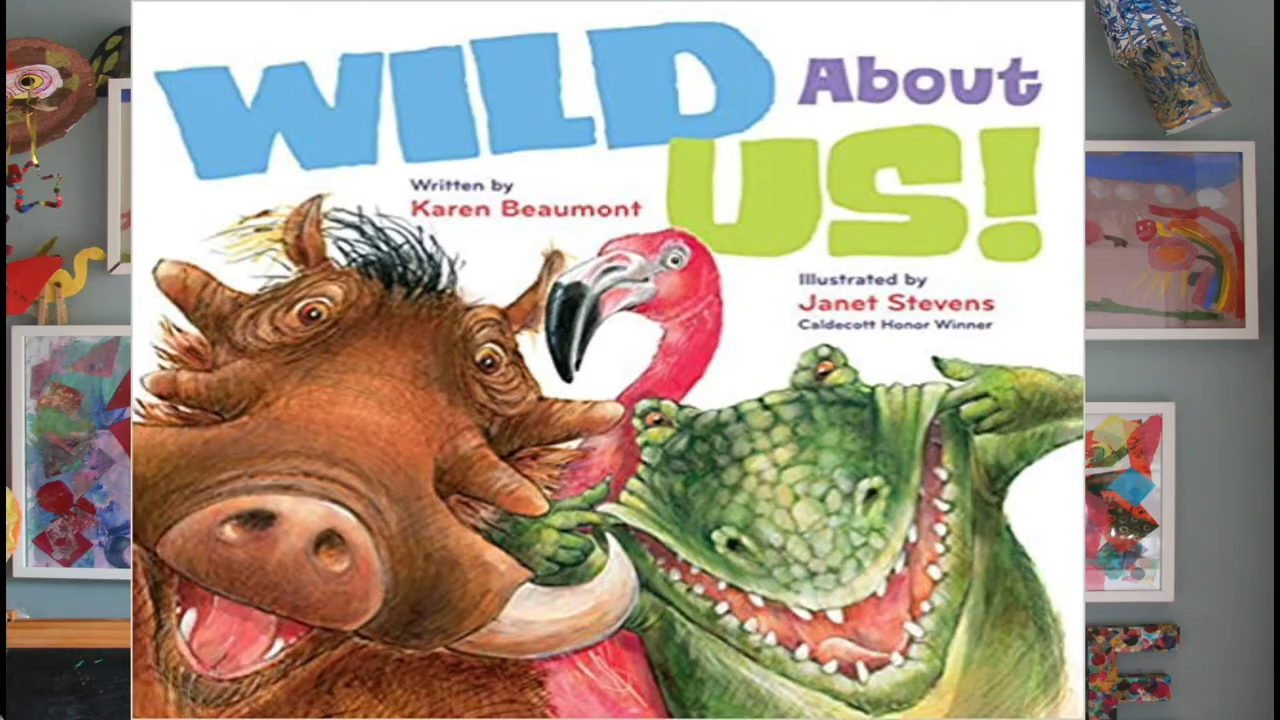 WILD About
US!
Written by
Karen Beaumont
Illustrated by
Janet Stevens
Caldecott Honor Winner